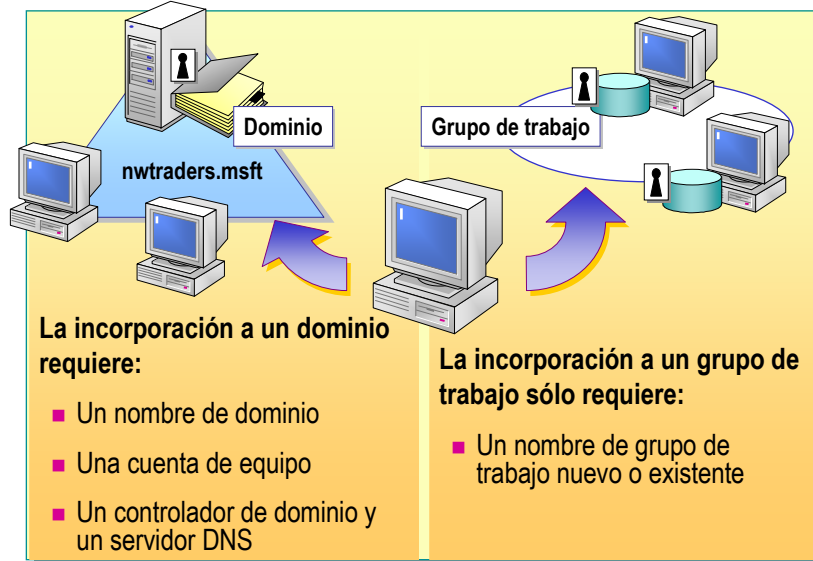 Dominio
nwtraders.msft
Grupo de trabajo
La incorporación a un dominio
requiere:
Un nombre de dominio
Una cuenta de equipo
Un controlador de dominio y
un servidor DNS
La incorporación a un grupo de
trabajo sólo requiere:
Un nombre de grupo de
trabajo nuevo o existente